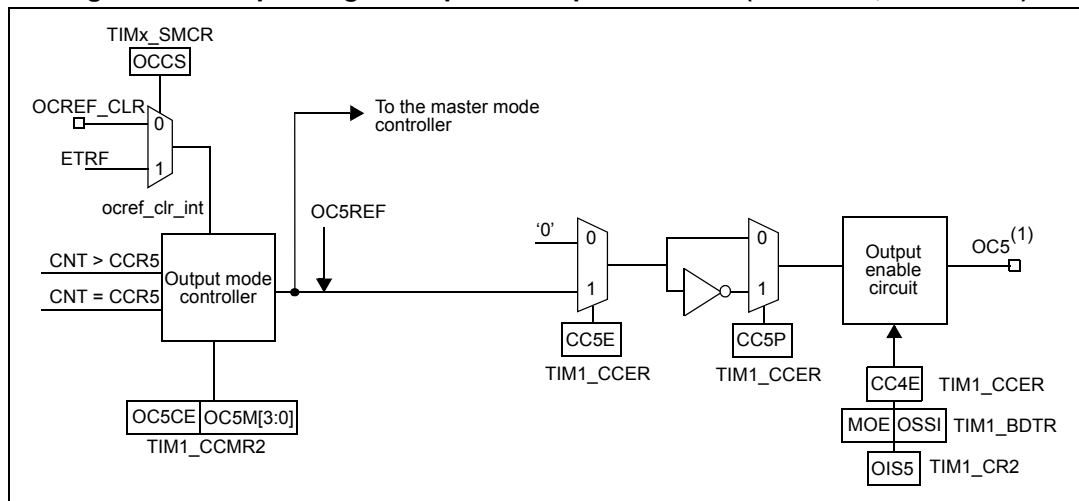 TIMx_SMCR
OCCS
OCREF_CLR
0
ETRF
1
ocref_clr_int
To the master mode
controller
OC5REF
CNT > CCR5
CNT = CCR5
Output mode
controller
'0'
0
1
0
1
Output
enable
circuit
OC5(1)
CC5E
TIM1_CCER
CC5P
TIM1_CCER
CC4E
TIM1_CCER
MOE
OSSI
TIM1_BDTR
OIS5
TIM1_CR2
OC5CE
OC5M[3:0]
TIM1_CCMR2